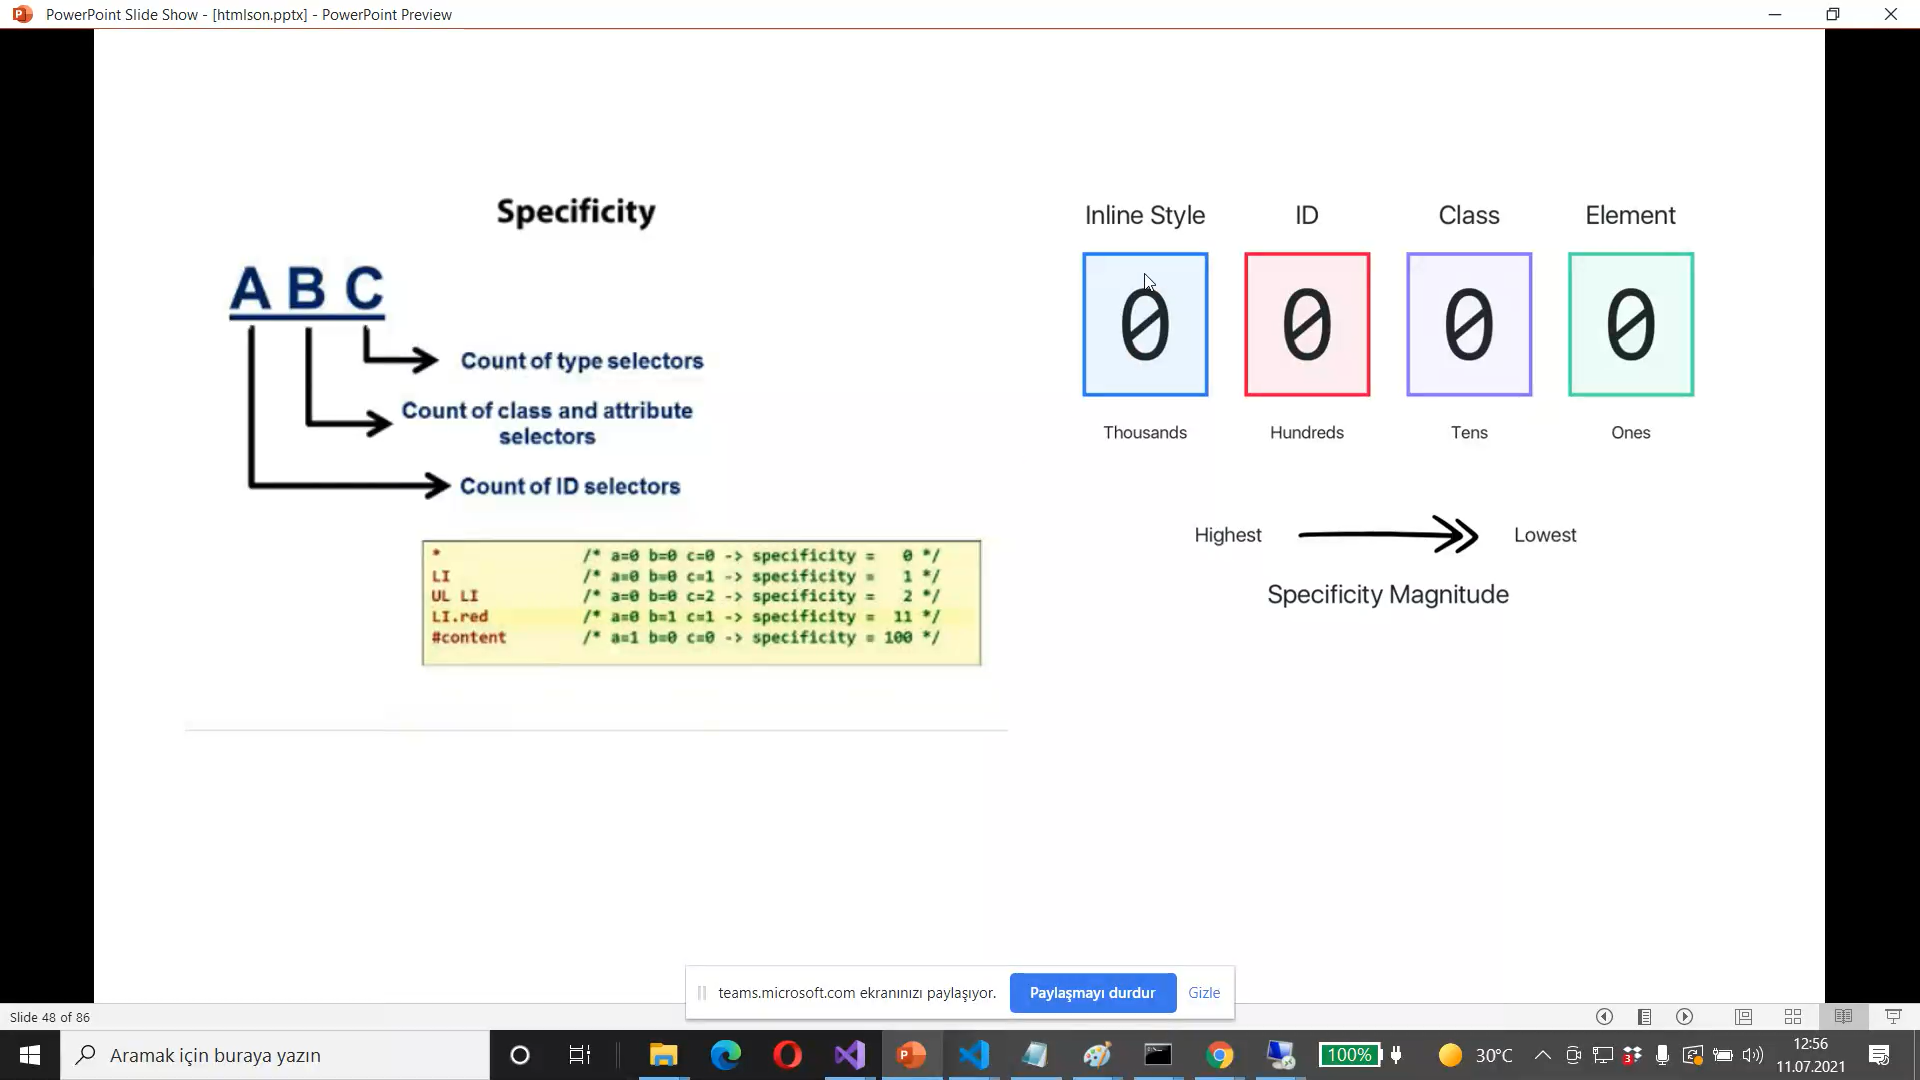 PowerPoint Slide Show - [htmlson.pptx] - PowerPoint Preview
Specificity
A B C
Count of type selectors
Count of class and attribute
selectors
Count of ID selectors
* /* a=0 b=0 c=0 -> specificity = 0 */
LI /* a=0 b=0 c=1 -> specificity = 1 */
UL LI /* a=0 b=0 c=2 -> specificity = 2 */
LI.red /* a=0 b=1 c=1 -> specificity = 11 */
#content /* a=1 b=0 c=0 -> specificity = 100 */
Inline Style ID Class Element
0 0 0 0
Thousands Hundreds Tens Ones
Highest Lowest
Specificity Magnitude
teams.microsoft.com ekranınızı paylaşıyor. Paylaşmayı durdur Gizle
Slide 48 of 86
Aramak için buraya yazın
100% 30°C 3 12:56
11.07.2021